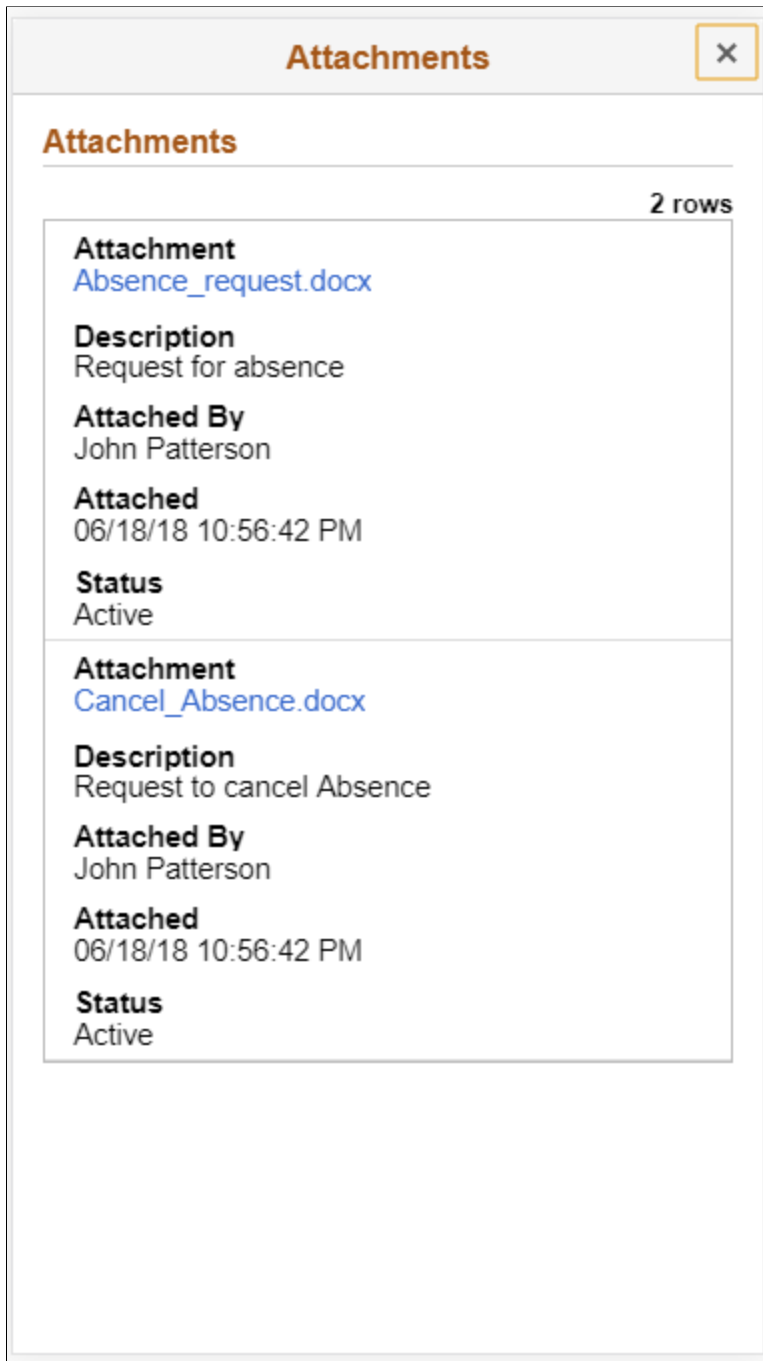 Attachments
×
Attachments
2 rows
Attachment
Absence_request.docx
Description
Request for absence
Attached By
John Patterson
Attached
06/18/18 10:56:42 PM
Status
Active
Attachment
Cancel_Absence.docx
Description
Request to cancel Absence
Attached By
John Patterson
Attached
06/18/18 10:56:42 PM
Status
Active